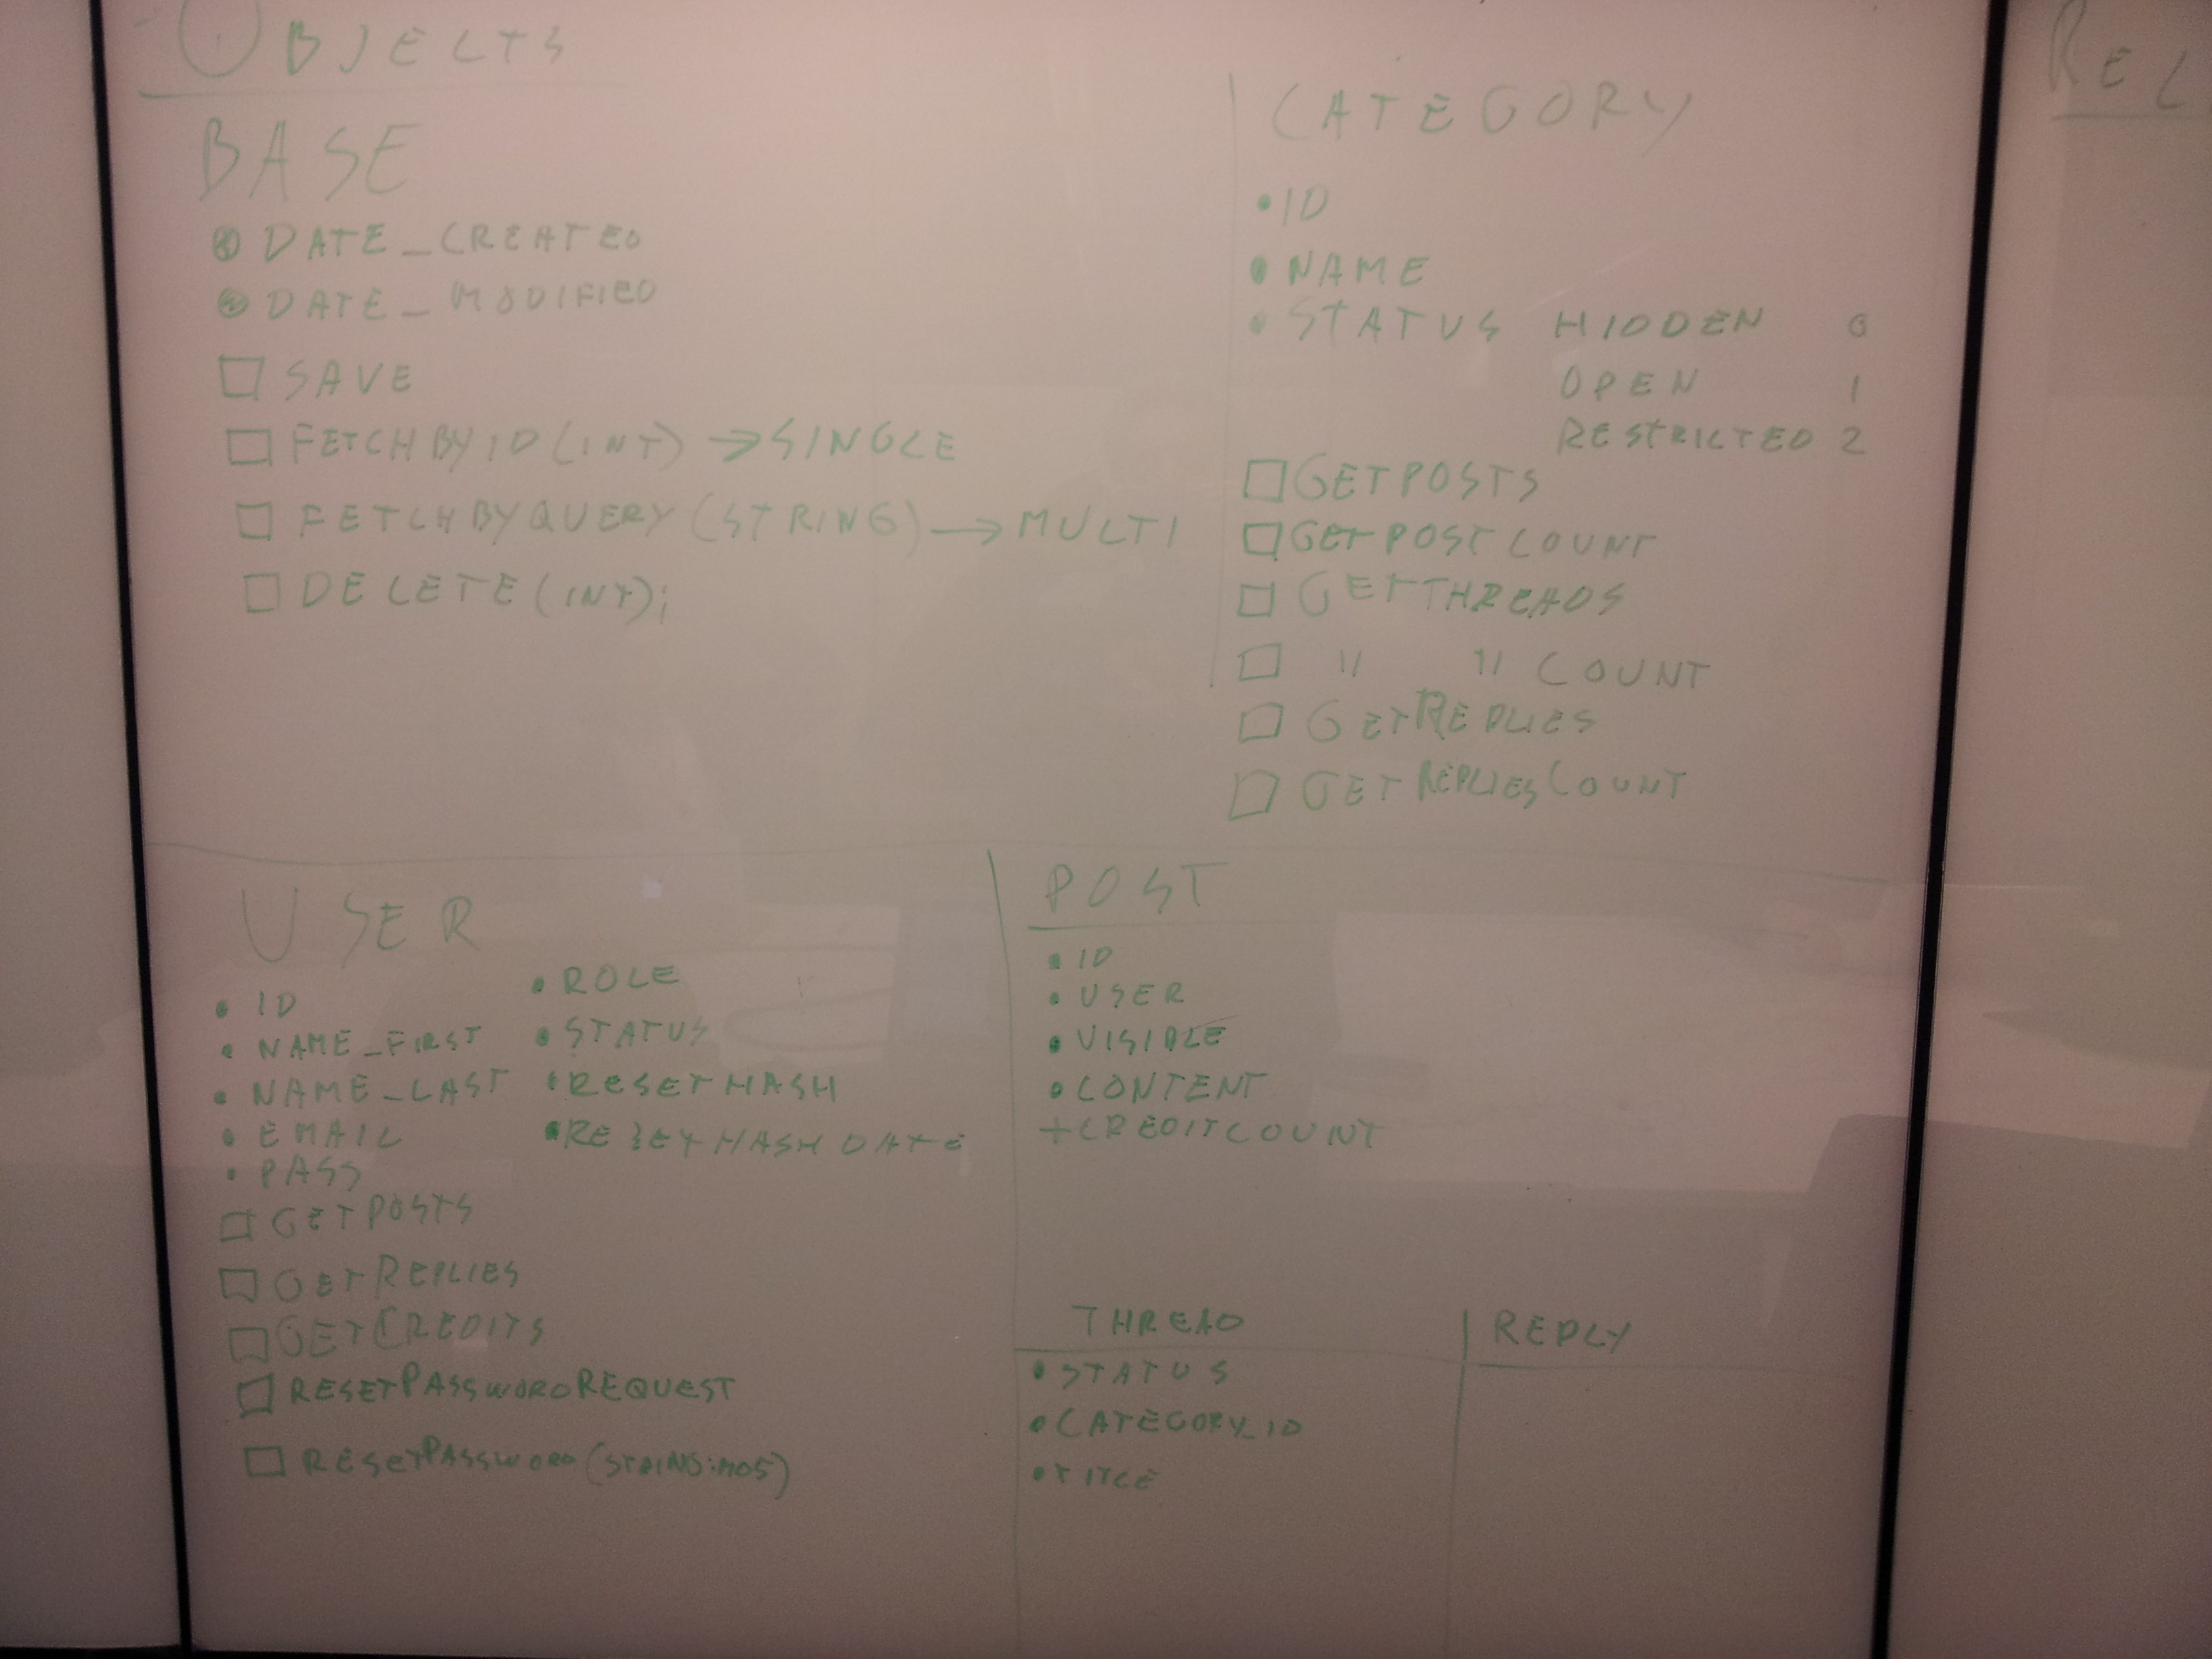 OBJECTS
BASE
DATE_CREATED
DATE_MODIFIED
SAVE
FETCHBYID(INT) → SINGLE
FETCHBYQUERY(STRING) → MULTI
DELETE(INT);
CATEGORY
• ID
• NAME
• STATUS HIDDEN 0
OPEN 1
RESTRICTED 2
GETPOSTS
GETPOSTCOUNT
GETTHREADS
" " COUNT
GETREPLIES
GETREPLIESCOUNT
USER
• ID
• NAME_FIRST
• NAME_LAST
• EMAIL
• PASS
• ROLE
• STATUS
• RESETHASH
• RESETHASHDATE
GETPOSTS
GETREPLIES
GETCREDITS
RESETPASSWORDREQUEST
RESETPASSWORD(STRING:MD5)
POST
• ID
• USER
• VISIBLE
• CONTENT
+CREDITCOUNT
THREAD
• STATUS
• CATEGORY_ID
• TITLE
REPLY
REL